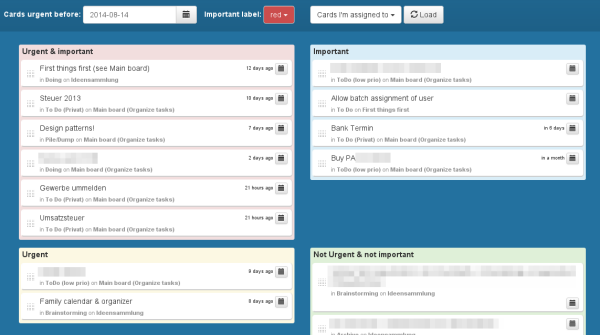 Cards urgent before: 2014-08-14 Important label: red Cards I'm assigned to Load
Urgent & important
First things first (see Main board) 12 days ago
in Doing on Ideensammlung
Steuer 2013 10 days ago
in To Do (Privat) on Main board (Organize tasks)
Design patterns! 7 days ago
in Pile/Dump on Main board (Organize tasks)
2 days ago
in Doing on Main board (Organize tasks)
Gewerbe ummelden 21 hours ago
in To Do (Privat) on Main board (Organize tasks)
Umsatzsteuer 21 hours ago
in To Do (Privat) on Main board (Organize tasks)
Important
in ToDo (low prio) on Main board (Organize tasks)
Allow batch assignment of user
in To Do on First things first
Bank Termin in 6 days
in To Do (Privat) on Main board (Organize tasks)
Buy PA in a month
in ToDo (low prio) on Main board (Organize tasks)
Urgent
9 days ago
in ToDo (low prio) on Main board (Organize tasks)
Family calendar & organizer 8 days ago
in Brainstorming on Ideensammlung
Not Urgent & not important
in Brainstorming on Ideensammlung
in Archive on Ideensammlung